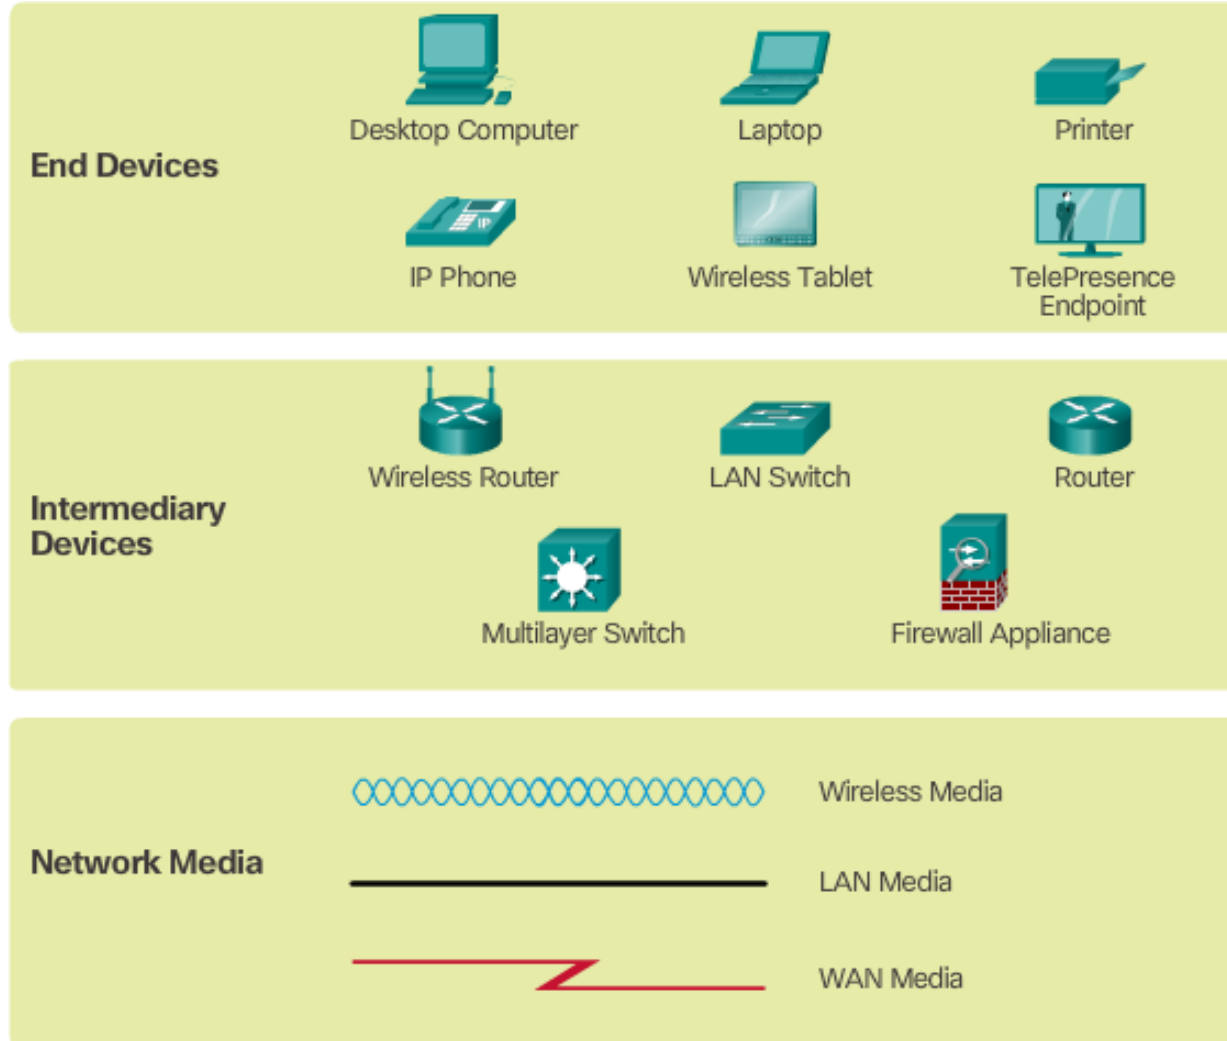 Desktop Computer
Laptop
Printer
End Devices
IP
IP Phone
Wireless Tablet
TelePresence
Endpoint
Wireless Router
LAN Switch
Router
Intermediary
Devices
Multilayer Switch
Firewall Appliance
Wireless Media
Network Media
LAN Media
WAN Media